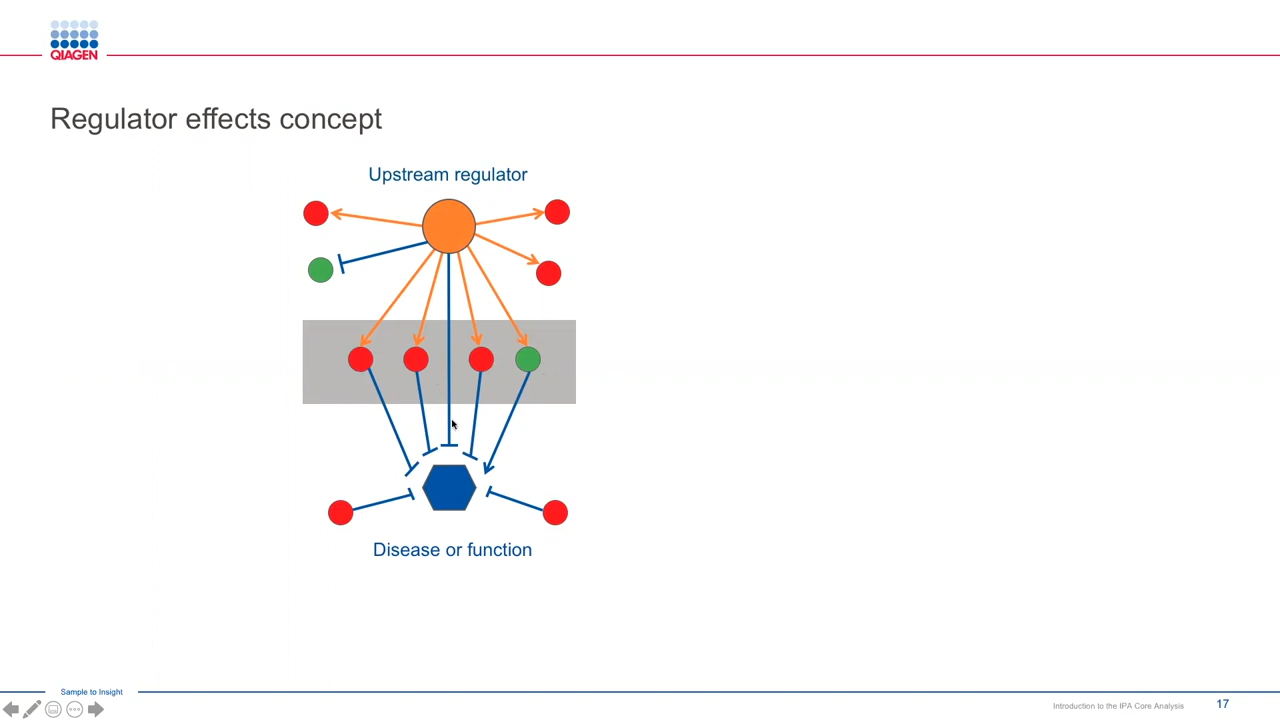 QIAGEN
Regulator effects concept
Upstream regulator
Disease or function
Sample to Insight
Introduction to the IPA Core Analysis
17